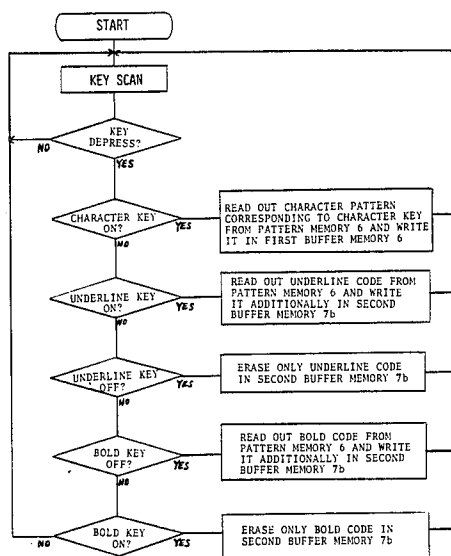 START
KEY SCAN
KEY
DEPRESS?
NO
YES
CHARACTER KEY
ON?
YES
NO
READ OUT CHARACTER PATTERN
CORRESPONDING TO CHARACTER KEY
FROM PATTERN MEMORY 6 AND WRITE
IT IN FIRST BUFFER MEMORY 6
UNDERLINE KEY
ON?
YES
NO
READ OUT UNDERLINE CODE FROM
PATTERN MEMORY 6 AND WRITE
IT ADDITIONALLY IN SECOND
BUFFER MEMORY 7b
UNDERLINE KEY
OFF?
YES
NO
ERASE ONLY UNDERLINE CODE
IN SECOND BUFFER MEMORY 7b
BOLD KEY
OFF?
YES
NO
READ OUT BOLD CODE FROM
PATTERN MEMORY 6 AND WRITE
IT ADDITIONALLY IN SECOND
BUFFER MEMORY 7b
NO
BOLD KEY
ON?
YES
ERASE ONLY BOLD CODE IN
SECOND BUFFER MEMORY 7b